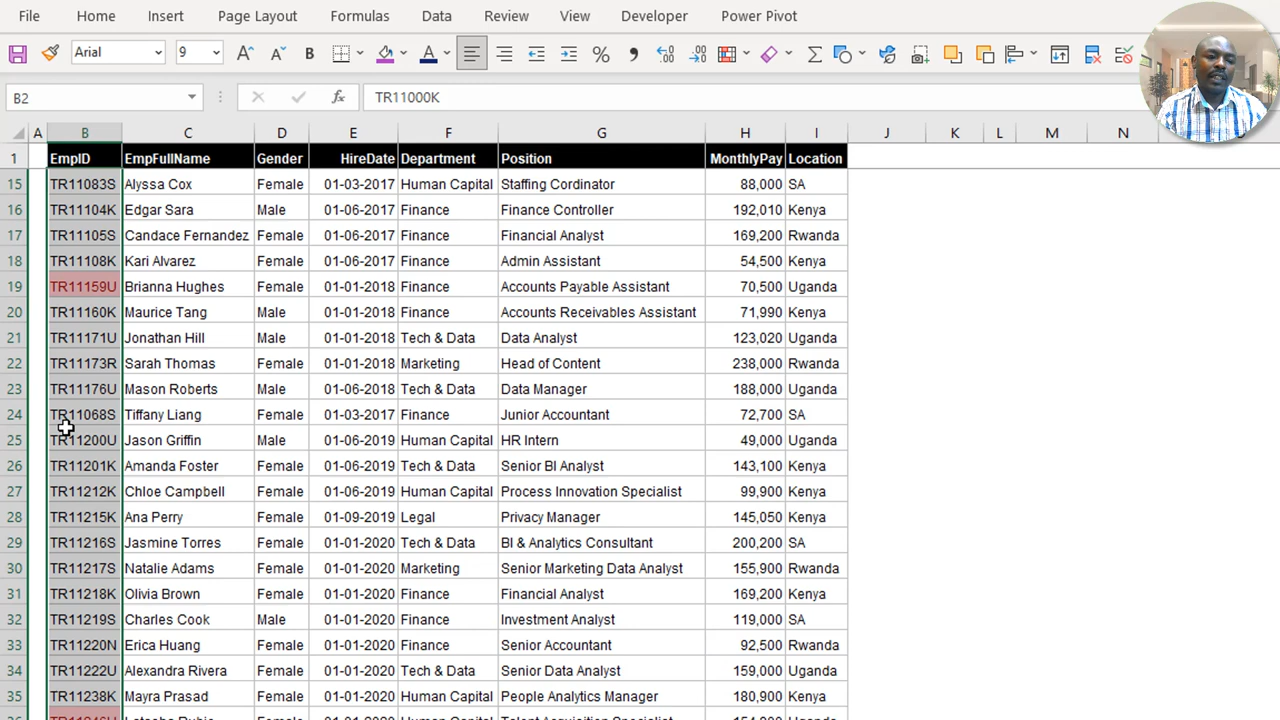 File Home Insert Page Layout Formulas Data Review View Developer Power Pivot
Arial 9 B A %
B2 fx TR11000K
A B C D E F G H I J K L M N
1 EmpID EmpFullName Gender HireDate Department Position MonthlyPay Location
15 TR11083S Alyssa Cox Female 01-03-2017 Human Capital Staffing Cordinator 88,000 SA
16 TR11104K Edgar Sara Male 01-06-2017 Finance Finance Controller 192,010 Kenya
17 TR11105S Candace Fernandez Female 01-06-2017 Finance Financial Analyst 169,200 Rwanda
18 TR11108K Kari Alvarez Female 01-06-2017 Finance Admin Assistant 54,500 Kenya
19 TR11159U Brianna Hughes Female 01-01-2018 Finance Accounts Payable Assistant 70,500 Uganda
20 TR11160K Maurice Tang Male 01-01-2018 Finance Accounts Receivables Assistant 71,990 Kenya
21 TR11171U Jonathan Hill Male 01-01-2018 Tech & Data Data Analyst 123,020 Uganda
22 TR11173R Sarah Thomas Female 01-01-2018 Marketing Head of Content 238,000 Rwanda
23 TR11176U Mason Roberts Male 01-06-2018 Tech & Data Data Manager 188,000 Uganda
24 TR11068S Tiffany Liang Female 01-03-2017 Finance Junior Accountant 72,700 SA
25 TR11200U Jason Griffin Male 01-06-2019 Human Capital HR Intern 49,000 Uganda
26 TR11201K Amanda Foster Female 01-06-2019 Tech & Data Senior BI Analyst 143,100 Kenya
27 TR11212K Chloe Campbell Female 01-06-2019 Human Capital Process Innovation Specialist 99,900 Kenya
28 TR11215K Ana Perry Female 01-09-2019 Legal Privacy Manager 145,050 Kenya
29 TR11216S Jasmine Torres Female 01-01-2020 Tech & Data BI & Analytics Consultant 200,200 SA
30 TR11217S Natalie Adams Female 01-01-2020 Marketing Senior Marketing Data Analyst 155,900 Rwanda
31 TR11218K Olivia Brown Female 01-01-2020 Finance Financial Analyst 169,200 Kenya
32 TR11219S Charles Cook Male 01-01-2020 Finance Investment Analyst 119,000 SA
33 TR11220N Erica Huang Female 01-01-2020 Finance Senior Accountant 92,500 Rwanda
34 TR11222U Alexandra Rivera Female 01-01-2020 Tech & Data Senior Data Analyst 159,000 Uganda
35 TR11238K Mayra Prasad Female 01-01-2020 Human Capital People Analytics Manager 180,900 Kenya